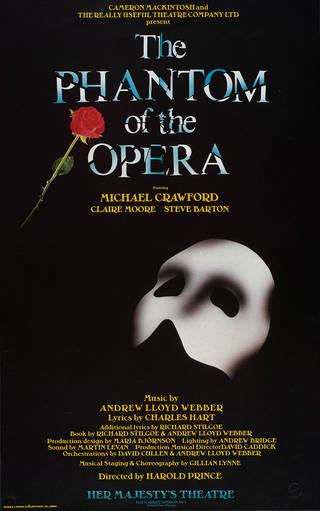 CAMERON MACKINTOSH and
THE REALLY USEFUL THEATRE COMPANY LTD
present
The
PHANTOM
of the
OPERA
Starring
MICHAEL CRAWFORD
CLAIRE MOORE STEVE BARTON
Music by
ANDREW LLOYD WEBBER
Lyrics by CHARLES HART
Additional lyrics by RICHARD STILGOE
Book by RICHARD STILGOE & ANDREW LLOYD WEBBER
Production design by MARIA BJÖRNSON Lighting by ANDREW BRIDGE
Sound by MARTIN LEVAN Production Musical Director DAVID CADDICK
Orchestrations by DAVID CULLEN & ANDREW LLOYD WEBBER
Musical Staging & Choreography by GILLIAN LYNNE
Directed by HAROLD PRINCE
HER MAJESTY'S THEATRE